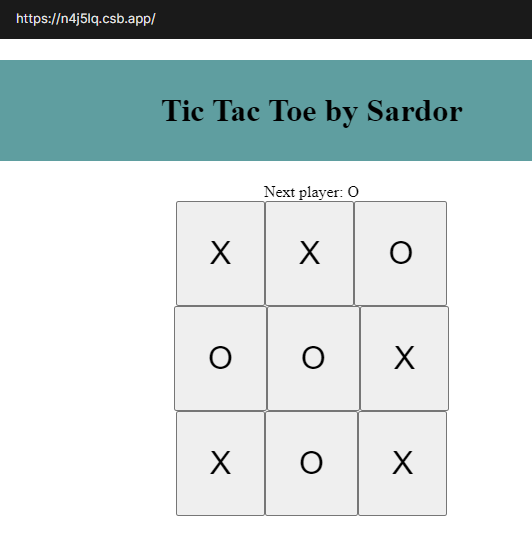 https://n4j5lq.csb.app/
Tic Tac Toe by Sardor
Next player: O
X X O
O O X
X O X